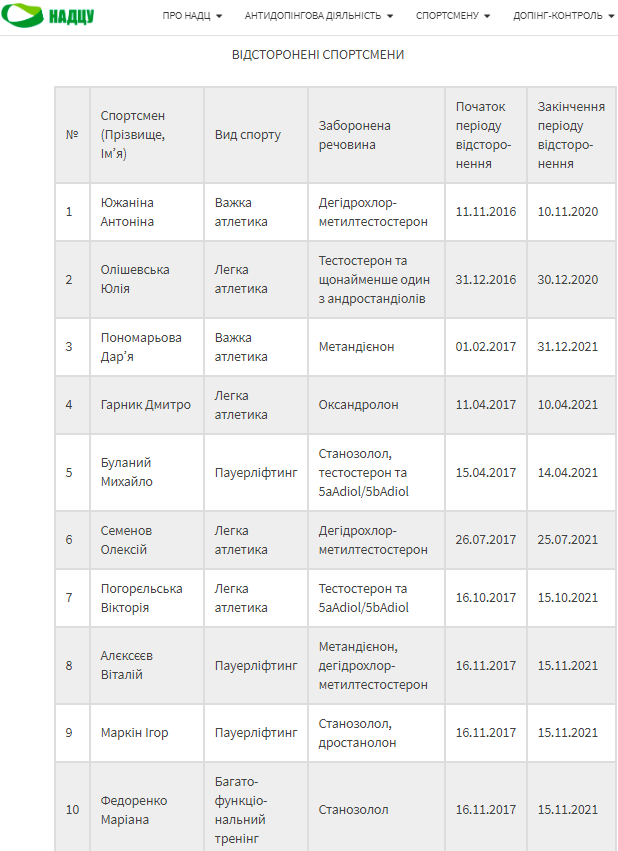 НАДЦУ
ПРО НАДЦ АНТИДОПІНГОВА ДІЯЛЬНІСТЬ СПОРТСМЕНУ ДОПІНГ-КОНТРОЛЬ
ВІДСТОРОНЕНІ СПОРТСМЕНИ
№
Спортсмен
(Прізвище,
Ім'я)
Вид спорту
Заборонена
речовина
Початок
періоду
відсторо-
нення
Закінчення
періоду
відсторо-
нення
1
Южаніна
Антоніна
Важка
атлетика
Дегідрохлор-
метилтестостерон
11.11.2016
10.11.2020
2
Олішевська
Юлія
Легка
атлетика
Тестостерон та
щонайменше один
з андростандіолів
31.12.2016
30.12.2020
3
Пономарьова
Дар'я
Важка
атлетика
Метандієнон
01.02.2017
31.12.2021
4
Гарник Дмитро
Легка
атлетика
Оксандролон
11.04.2017
10.04.2021
5
Буланий
Михайло
Пауерліфтинг
Станозолол,
тестостерон та
5aAdiol/5bAdiol
15.04.2017
14.04.2021
6
Семенов
Олексій
Легка
атлетика
Дегідрохлор-
метилтестостерон
26.07.2017
25.07.2021
7
Погорєльська
Вікторія
Легка
атлетика
Тестостерон та
5aAdiol/5bAdiol
16.10.2017
15.10.2021
8
Алєксєєв
Віталій
Пауерліфтинг
Метандієнон,
дегідрохлор-
метилтестостерон
16.11.2017
15.11.2021
9
Маркін Ігор
Пауерліфтинг
Станозолол,
дростанолон
16.11.2017
15.11.2021
10
Федоренко
Маріана
Багато-
функціо-
нальний
тренінг
Станозолол
16.11.2017
15.11.2021